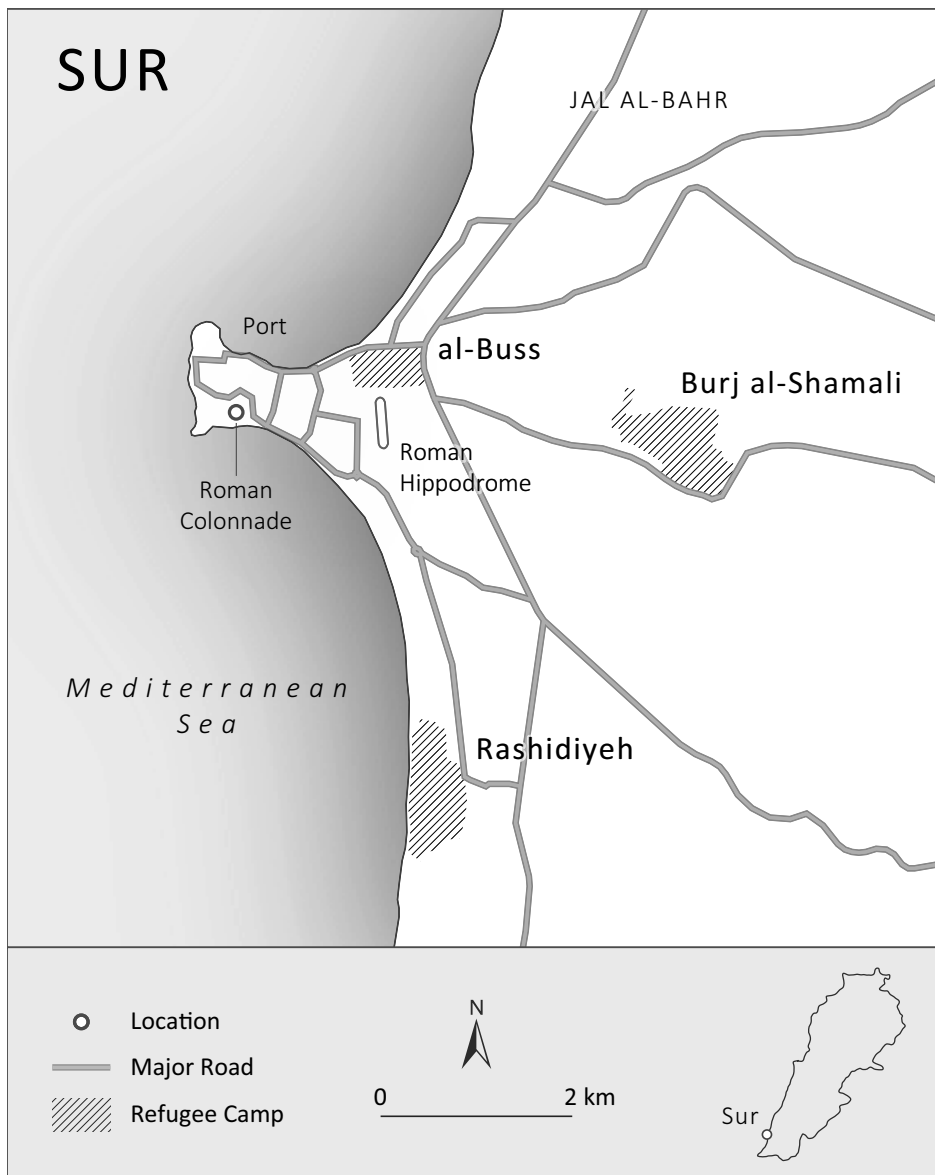 SUR
JAL AL-BAHR
Port
al-Buss
Burj al-Shamali
Roman
Hippodrome
Roman
Colonnade
Mediterranean
Sea
Rashidiyeh
Location
Major Road
Refugee Camp
N
0 2 km
Sur